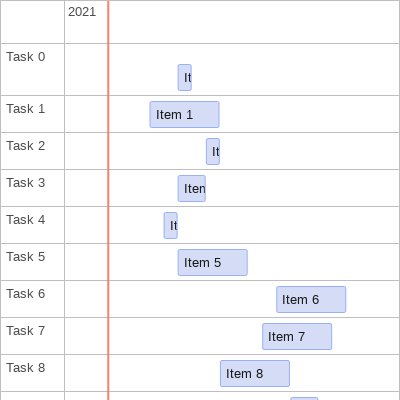 2021
Task 0
It
Task 1
Item 1
Task 2
It
Task 3
Iten
Task 4
It
Task 5
Item 5
Task 6
Item 6
Task 7
Item 7
Task 8
Item 8